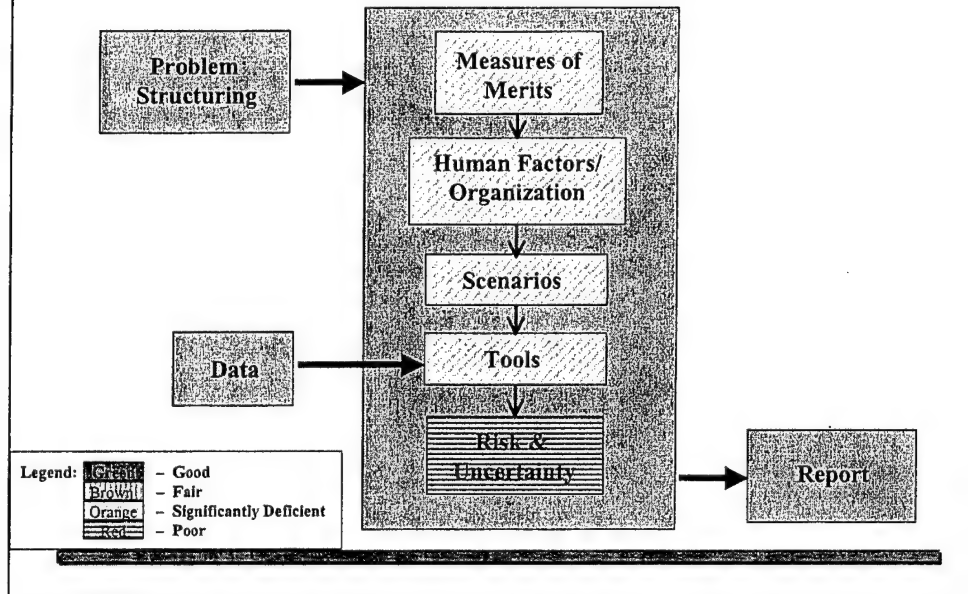 Problem
Structuring
Measures of
Merits
Human Factors/
Organization
Scenarios
Tools
Data
Risk &
Uncertainty
Report
Legend: Green – Good
Brown – Fair
Orange – Significantly Deficient
Red – Poor